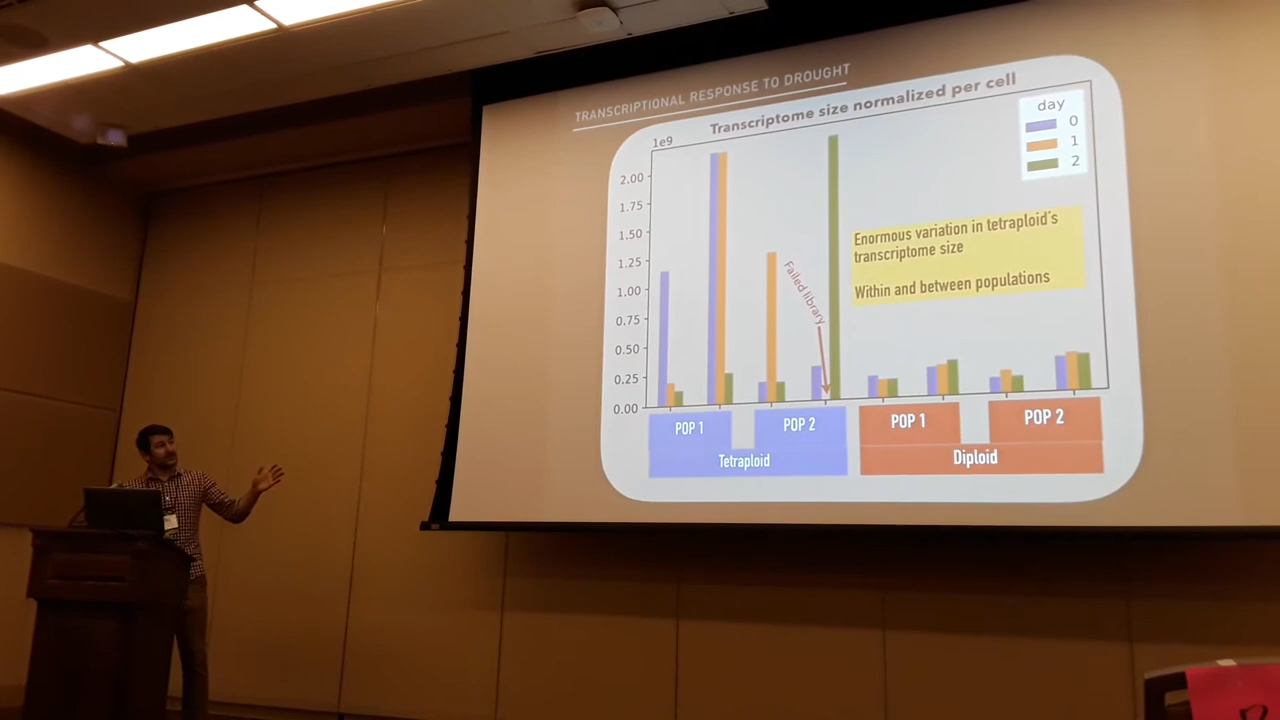 TRANSCRIPTIONAL RESPONSE TO DROUGHT
Transcriptome size normalized per cell
1e9
day
0
1
2
2.00
1.75
1.50
1.25
1.00
0.75
0.50
0.25
0.00
Failed library
Enormous variation in tetraploid's
transcriptome size
Within and between populations
POP 1
POP 2
POP 1
POP 2
Tetraploid
Diploid